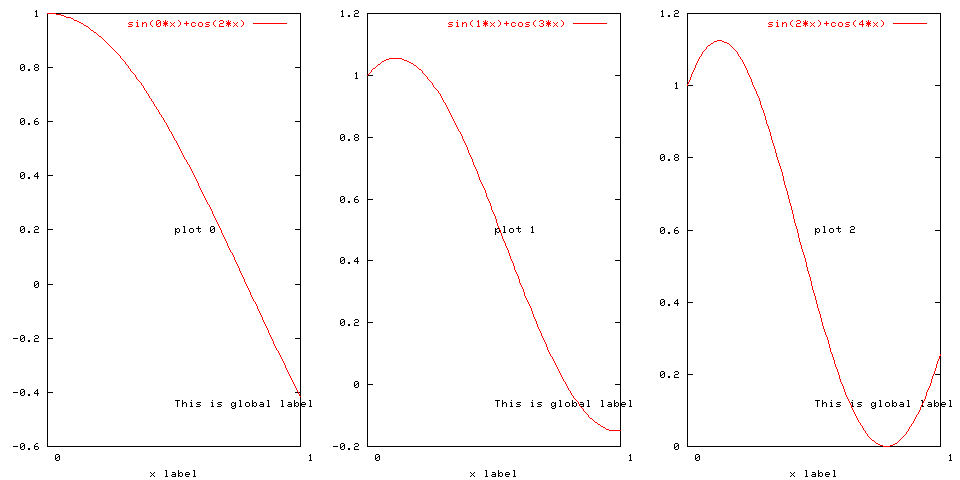 sin(0*x)+cos(2*x)
1
0.8
0.6
0.4
0.2
0
-0.2
-0.4
-0.6
plot 0
This is global label
0 1
x label
sin(1*x)+cos(3*x)
1.2
1
0.8
0.6
0.4
0.2
0
-0.2
plot 1
This is global label
0 1
x label
sin(2*x)+cos(4*x)
1.2
1
0.8
0.6
0.4
0.2
0
plot 2
This is global label
0 1
x label